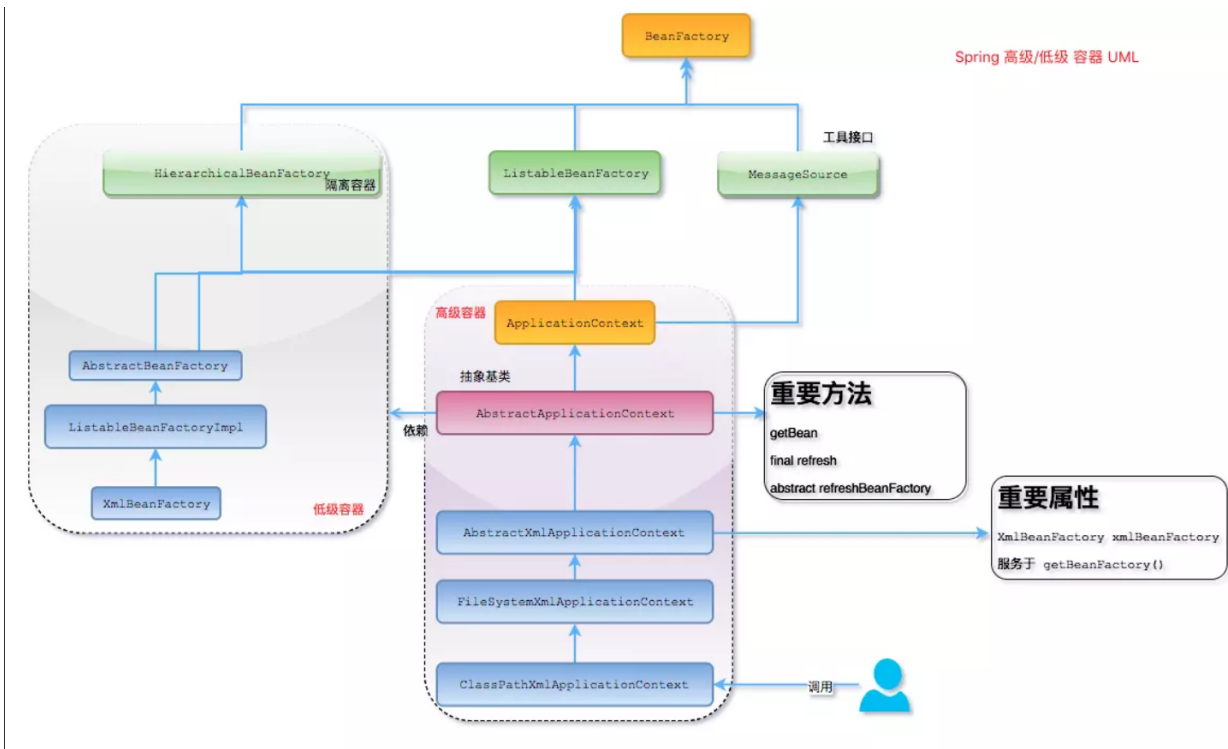 BeanFactory
Spring 高级/低级 容器 UML
工具接口
HierarchicalBeanFactory
隔离容器
ListableBeanFactory
MessageSource
高级容器
ApplicationContext
AbstractBeanFactory
抽象基类
AbstractApplicationContext
依赖
ListableBeanFactoryImpl
XmlBeanFactory
低级容器
重要方法
getBean
final refresh
abstract refreshBeanFactory
重要属性
XmlBeanFactory xmlBeanFactory
服务于 getBeanFactory()
AbstractXmlApplicationContext
FileSystemXmlApplicationContext
ClassPathXmlApplicationContext
调用